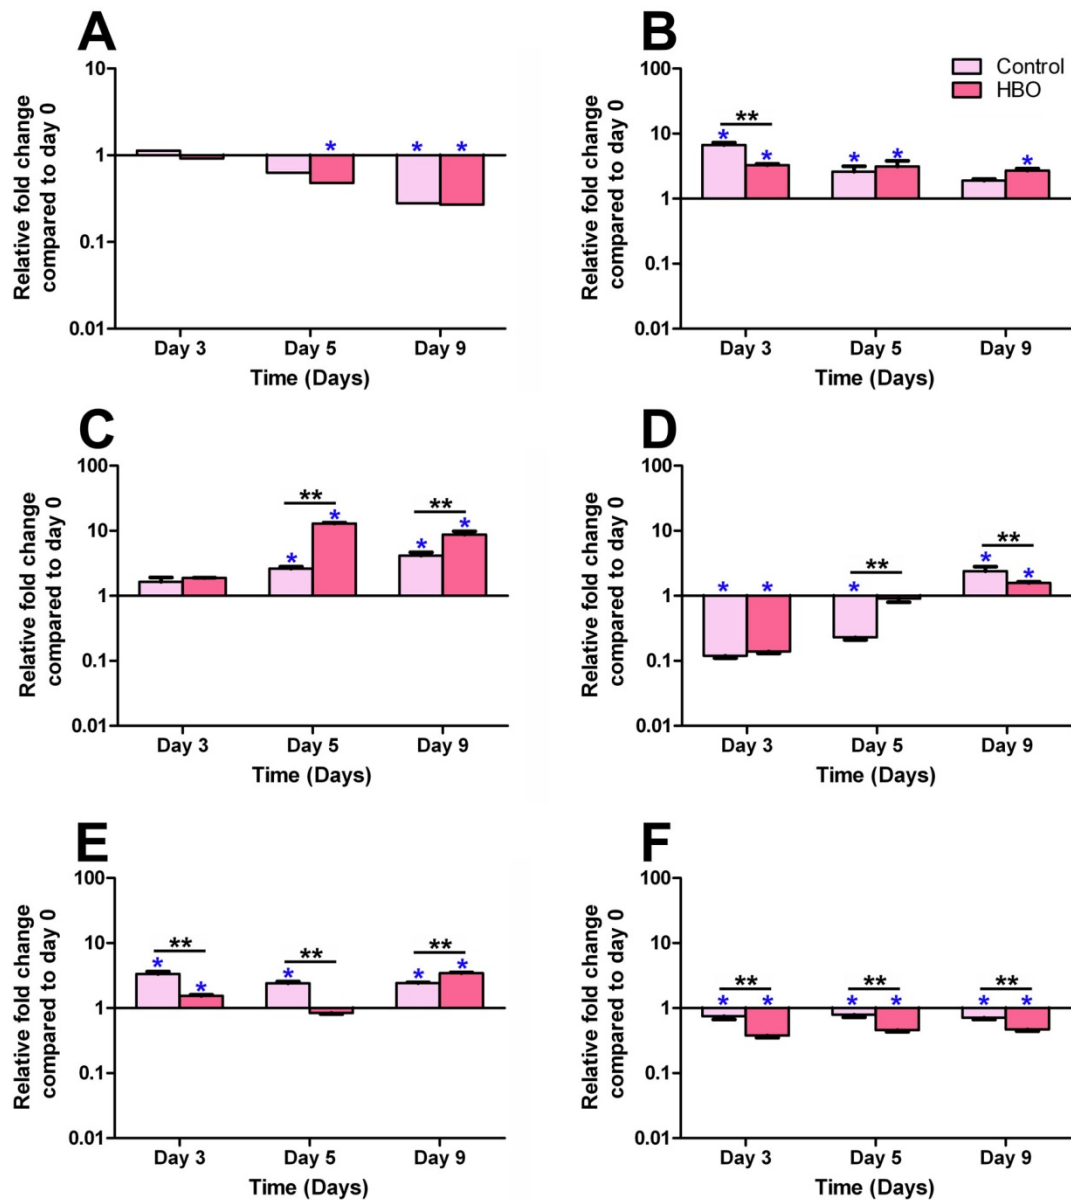 A
Relative fold change
compared to day 0
10
*
*
*
1
0.1
0.01
Day 3
Day 5
Day 9
Time (Days)
B
Control
HBO
Relative fold change
compared to day 0
100
**
10
*
*
*
*
*
1
0.1
0.01
Day 3
Day 5
Day 9
Time (Days)
C
Relative fold change
compared to day 0
100
**
**
*
*
10
*
*
1
0.1
0.01
Day 3
Day 5
Day 9
Time (Days)
D
Relative fold change
compared to day 0
100
10
**
**
*
*
*
*
*
1
0.1
0.01
Day 3
Day 5
Day 9
Time (Days)
E
Relative fold change
compared to day 0
100
10
**
**
**
*
*
*
*
*
1
0.1
0.01
Day 3
Day 5
Day 9
Time (Days)
F
Relative fold change
compared to day 0
100
10
**
**
**
*
*
*
*
*
*
1
0.1
0.01
Day 3
Day 5
Day 9
Time (Days)